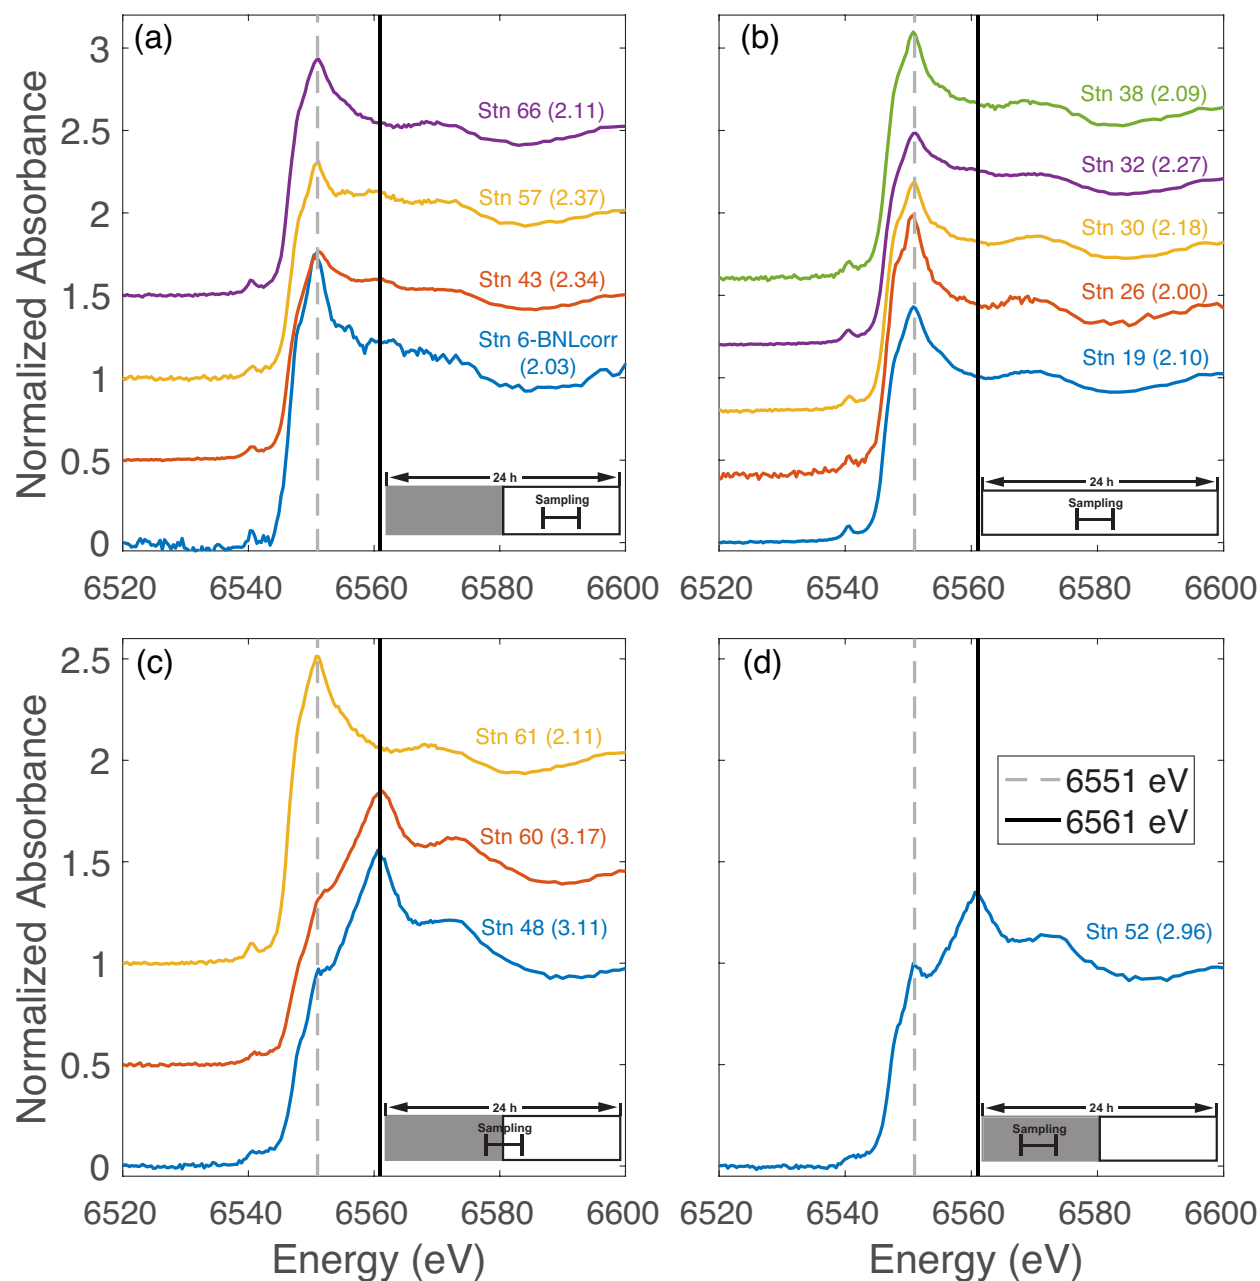 (a)
Normalized Absorbance
3
2.5
2
1.5
1
0.5
0
Stn 66 (2.11)
Stn 57 (2.37)
Stn 43 (2.34)
Stn 6-BNLcorr
(2.03)
24 h
Sampling
6520 6540 6560 6580 6600
(b)
Stn 38 (2.09)
Stn 32 (2.27)
Stn 30 (2.18)
Stn 26 (2.00)
Stn 19 (2.10)
24 h
Sampling
6520 6540 6560 6580 6600
(c)
Normalized Absorbance
2.5
2
1.5
1
0.5
0
Stn 61 (2.11)
Stn 60 (3.17)
Stn 48 (3.11)
24 h
Sampling
6520 6540 6560 6580 6600
Energy (eV)
(d)
6551 eV
6561 eV
Stn 52 (2.96)
24 h
Sampling
6520 6540 6560 6580 6600
Energy (eV)